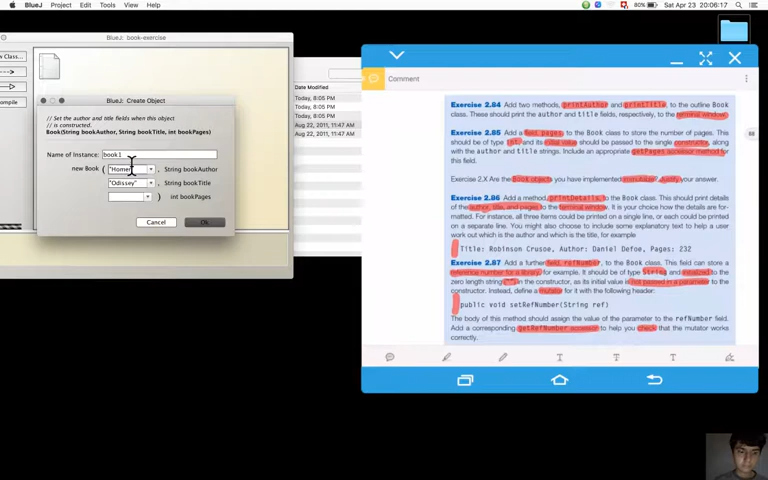 BlueJ Project Edit Tools View Help
80% Sat Apr 23 20:06:17
BlueJ: book-exercise
w Class...
ompile
Date Modified
Today, 8:05 PM
Today, 8:05 PM
Today, 8:05 PM
Aug 22, 2011, 11:47 AM
Aug 22, 2011, 11:47 AM
BlueJ: Create Object
// Set the author and title fields when this object
// is constructed.
Book(String bookAuthor, String bookTitle, int bookPages)
Name of Instance: book1
new Book ( "Homer" , String bookAuthor
"Odissey" , String bookTitle
) int bookPages
Cancel Ok
Comment
Exercise 2.84 Add two methods, printAuthor and printTitle, to the outline Book
class. These should print the author and title fields, respectively, to the terminal window.
Exercise 2.85 Add a field, pages, to the Book class to store the number of pages. This
should be of type int, and its initial value should be passed to the single constructor, along
with the author and title strings. Include an appropriate getPages accessor method for
this field.
Exercise 2.X Are the Book objects you have implemented immutable? Justify your answer.
Exercise 2.86 Add a method, printDetails, to the Book class. This should print details
of the author, title, and pages to the terminal window. It is your choice how the details are for-
matted. For instance, all three items could be printed on a single line, or each could be printed
on a separate line. You might also choose to include some explanatory text to help a user
work out which is the author and which is the title, for example
Title: Robinson Crusoe, Author: Daniel Defoe, Pages: 232
Exercise 2.87 Add a further field, refNumber, to the Book class. This field can store a
reference number for a library, for example. It should be of type String and initialized to the
zero length string ("") in the constructor, as its initial value is not passed in a parameter to the
constructor. Instead, define a mutator for it with the following header:
public void setRefNumber(String ref)
The body of this method should assign the value of the parameter to the refNumber field.
Add a corresponding getRefNumber accessor to help you check that the mutator works
correctly.
88